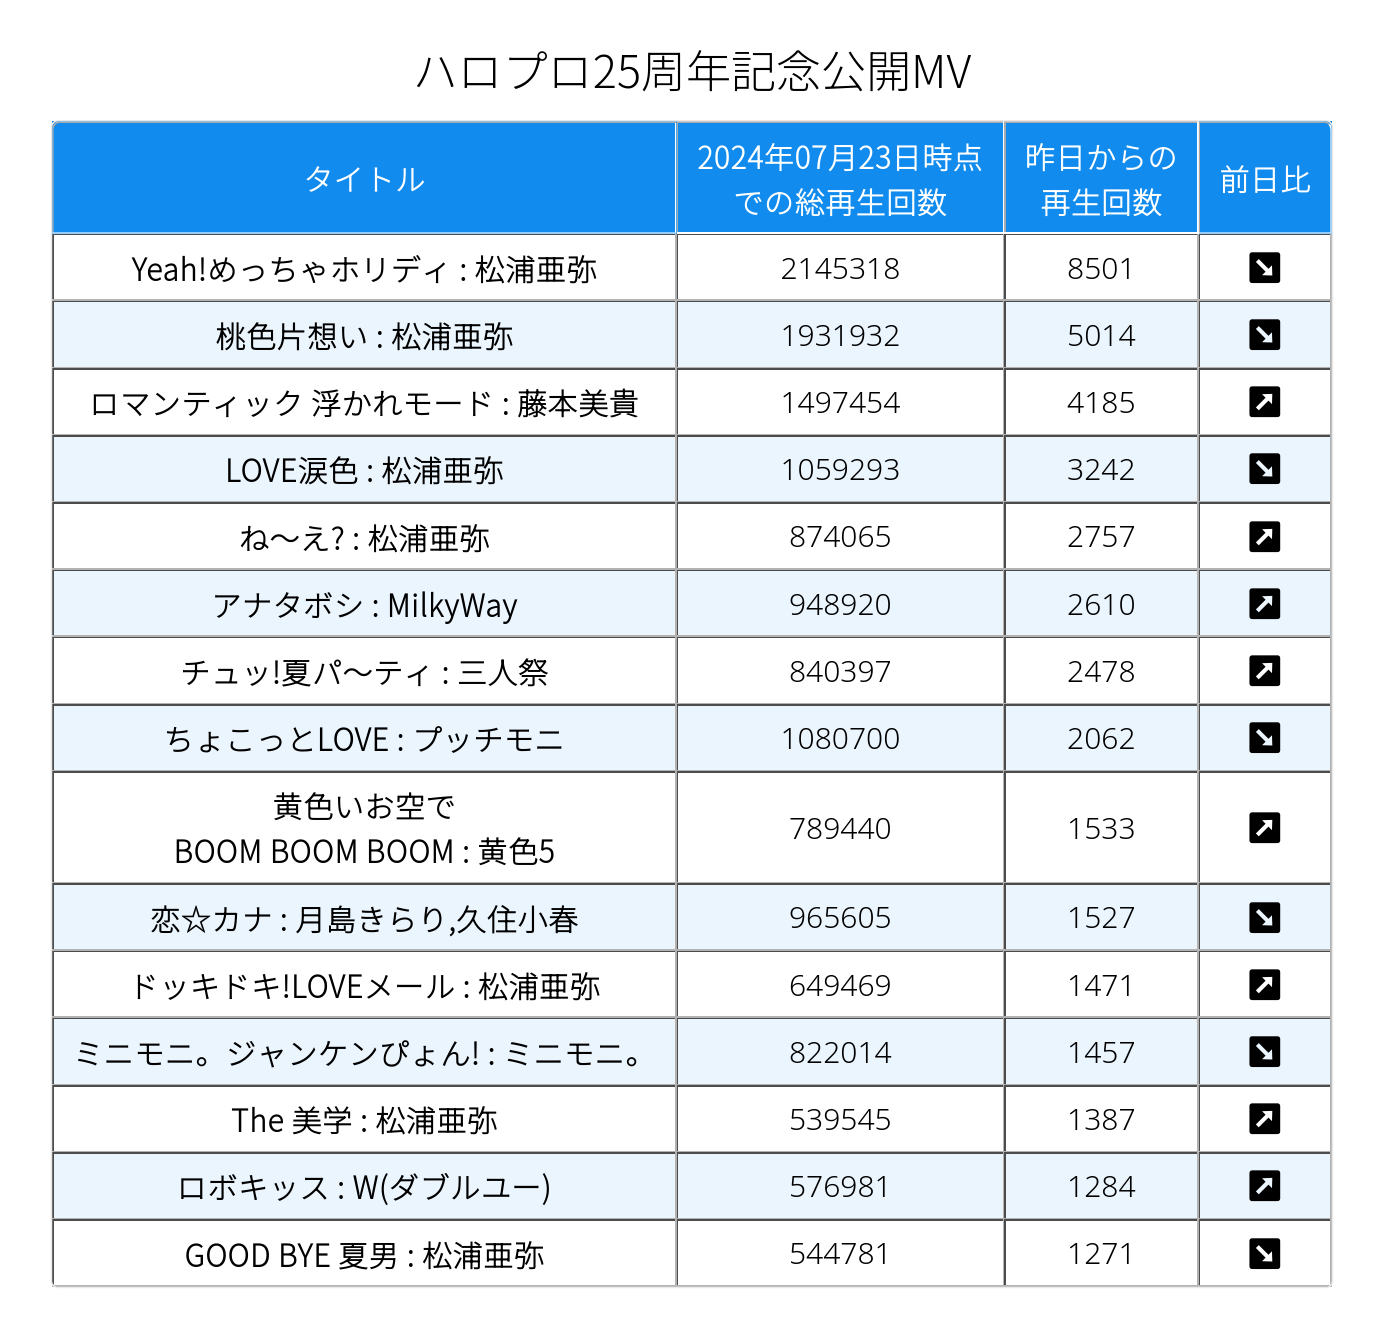 ハロプロ25周年記念公開MV
タイトル
2024年07月23日時点
での総再生回数
昨日からの
再生回数
前日比
Yeah!めっちゃホリディ : 松浦亜弥 2145318 8501
桃色片想い : 松浦亜弥 1931932 5014
ロマンティック 浮かれモード : 藤本美貴 1497454 4185
LOVE涙色 : 松浦亜弥 1059293 3242
ね〜え? : 松浦亜弥 874065 2757
アナタボシ : MilkyWay 948920 2610
チュッ!夏パ〜ティ : 三人祭 840397 2478
ちょこっとLOVE : プッチモニ 1080700 2062
黄色いお空で
BOOM BOOM BOOM : 黄色5 789440 1533
恋☆カナ : 月島きらり,久住小春 965605 1527
ドッキドキ!LOVEメール : 松浦亜弥 649469 1471
ミニモニ。ジャンケンぴょん! : ミニモニ。 822014 1457
The 美学 : 松浦亜弥 539545 1387
ロボキッス : W(ダブルユー) 576981 1284
GOOD BYE 夏男 : 松浦亜弥 544781 1271